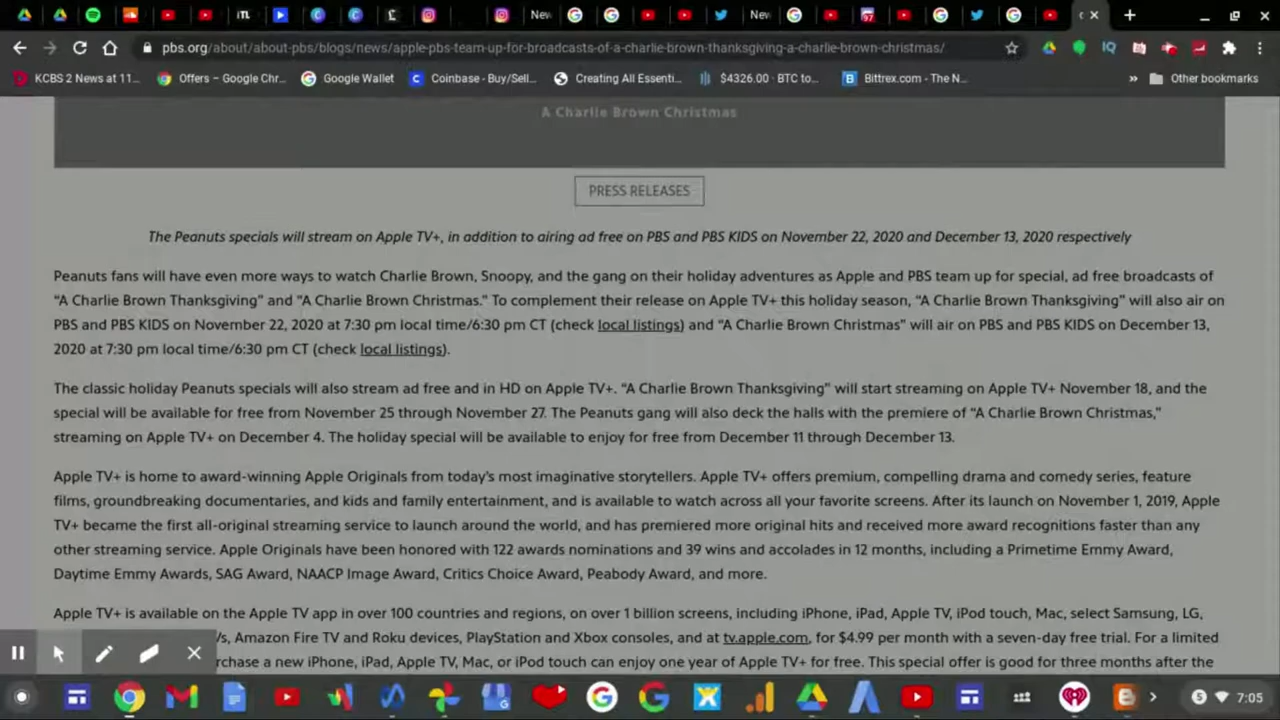 New
New
97
pbs.org/about/about-pbs/blogs/news/apple-pbs-team-up-for-broadcasts-of-a-charlie-brown-thanksgiving-a-charlie-brown-christmas/
KCBS 2 News at 11... Offers – Google Chr... Google Wallet Coinbase - Buy/Sell... Creating All Essenti... $4326.00 · BTC to... Bittrex.com - The N... » Other bookmarks
A Charlie Brown Christmas
PRESS RELEASES
The Peanuts specials will stream on Apple TV+, in addition to airing ad free on PBS and PBS KIDS on November 22, 2020 and December 13, 2020 respectively
Peanuts fans will have even more ways to watch Charlie Brown, Snoopy, and the gang on their holiday adventures as Apple and PBS team up for special, ad free broadcasts of
“A Charlie Brown Thanksgiving” and “A Charlie Brown Christmas.” To complement their release on Apple TV+ this holiday season, “A Charlie Brown Thanksgiving” will also air on
PBS and PBS KIDS on November 22, 2020 at 7:30 pm local time/6:30 pm CT (check local listings) and “A Charlie Brown Christmas” will air on PBS and PBS KIDS on December 13,
2020 at 7:30 pm local time/6:30 pm CT (check local listings).
The classic holiday Peanuts specials will also stream ad free and in HD on Apple TV+. “A Charlie Brown Thanksgiving” will start streaming on Apple TV+ November 18, and the
special will be available for free from November 25 through November 27. The Peanuts gang will also deck the halls with the premiere of “A Charlie Brown Christmas,”
streaming on Apple TV+ on December 4. The holiday special will be available to enjoy for free from December 11 through December 13.
Apple TV+ is home to award-winning Apple Originals from today's most imaginative storytellers. Apple TV+ offers premium, compelling drama and comedy series, feature
films, groundbreaking documentaries, and kids and family entertainment, and is available to watch across all your favorite screens. After its launch on November 1, 2019, Apple
TV+ became the first all-original streaming service to launch around the world, and has premiered more original hits and received more award recognitions faster than any
other streaming service. Apple Originals have been honored with 122 awards nominations and 39 wins and accolades in 12 months, including a Primetime Emmy Award,
Daytime Emmy Awards, SAG Award, NAACP Image Award, Critics Choice Award, Peabody Award, and more.
Apple TV+ is available on the Apple TV app in over 100 countries and regions, on over 1 billion screens, including iPhone, iPad, Apple TV, iPod touch, Mac, select Samsung, LG,
Amazon Fire TV and Roku devices, PlayStation and Xbox consoles, and at tv.apple.com, for $4.99 per month with a seven-day free trial. For a limited
rchase a new iPhone, iPad, Apple TV, Mac, or iPod touch can enjoy one year of Apple TV+ for free. This special offer is good for three months after the
7:05